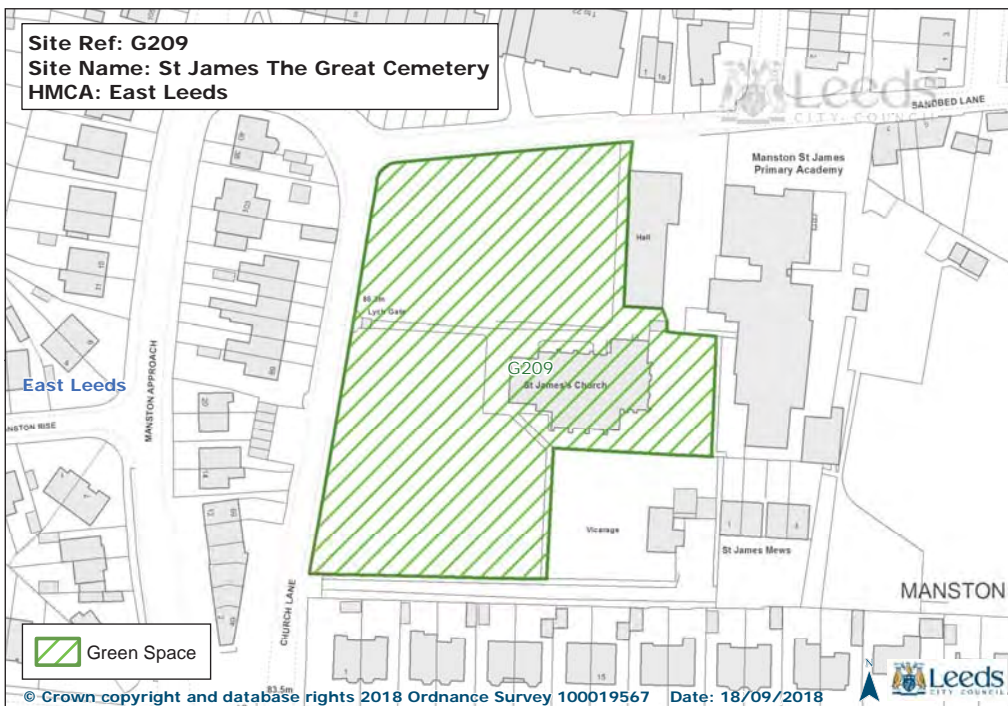 Site Ref: G209
Site Name: St James The Great Cemetery
HMCA: East Leeds
Leeds
CITY COUNCIL
SANDBED LANE
Manston St James
Primary Academy
Hall
Lych Gate
G209
St James's Church
East Leeds
MANSTON APPROACH
Vicarage
St James Mews
MANSTON
CHURCH LANE
15
83.5m
Green Space
N
Leeds
CITY COUNCIL
© Crown copyright and database rights 2018 Ordnance Survey 100019567 Date: 18/09/2018